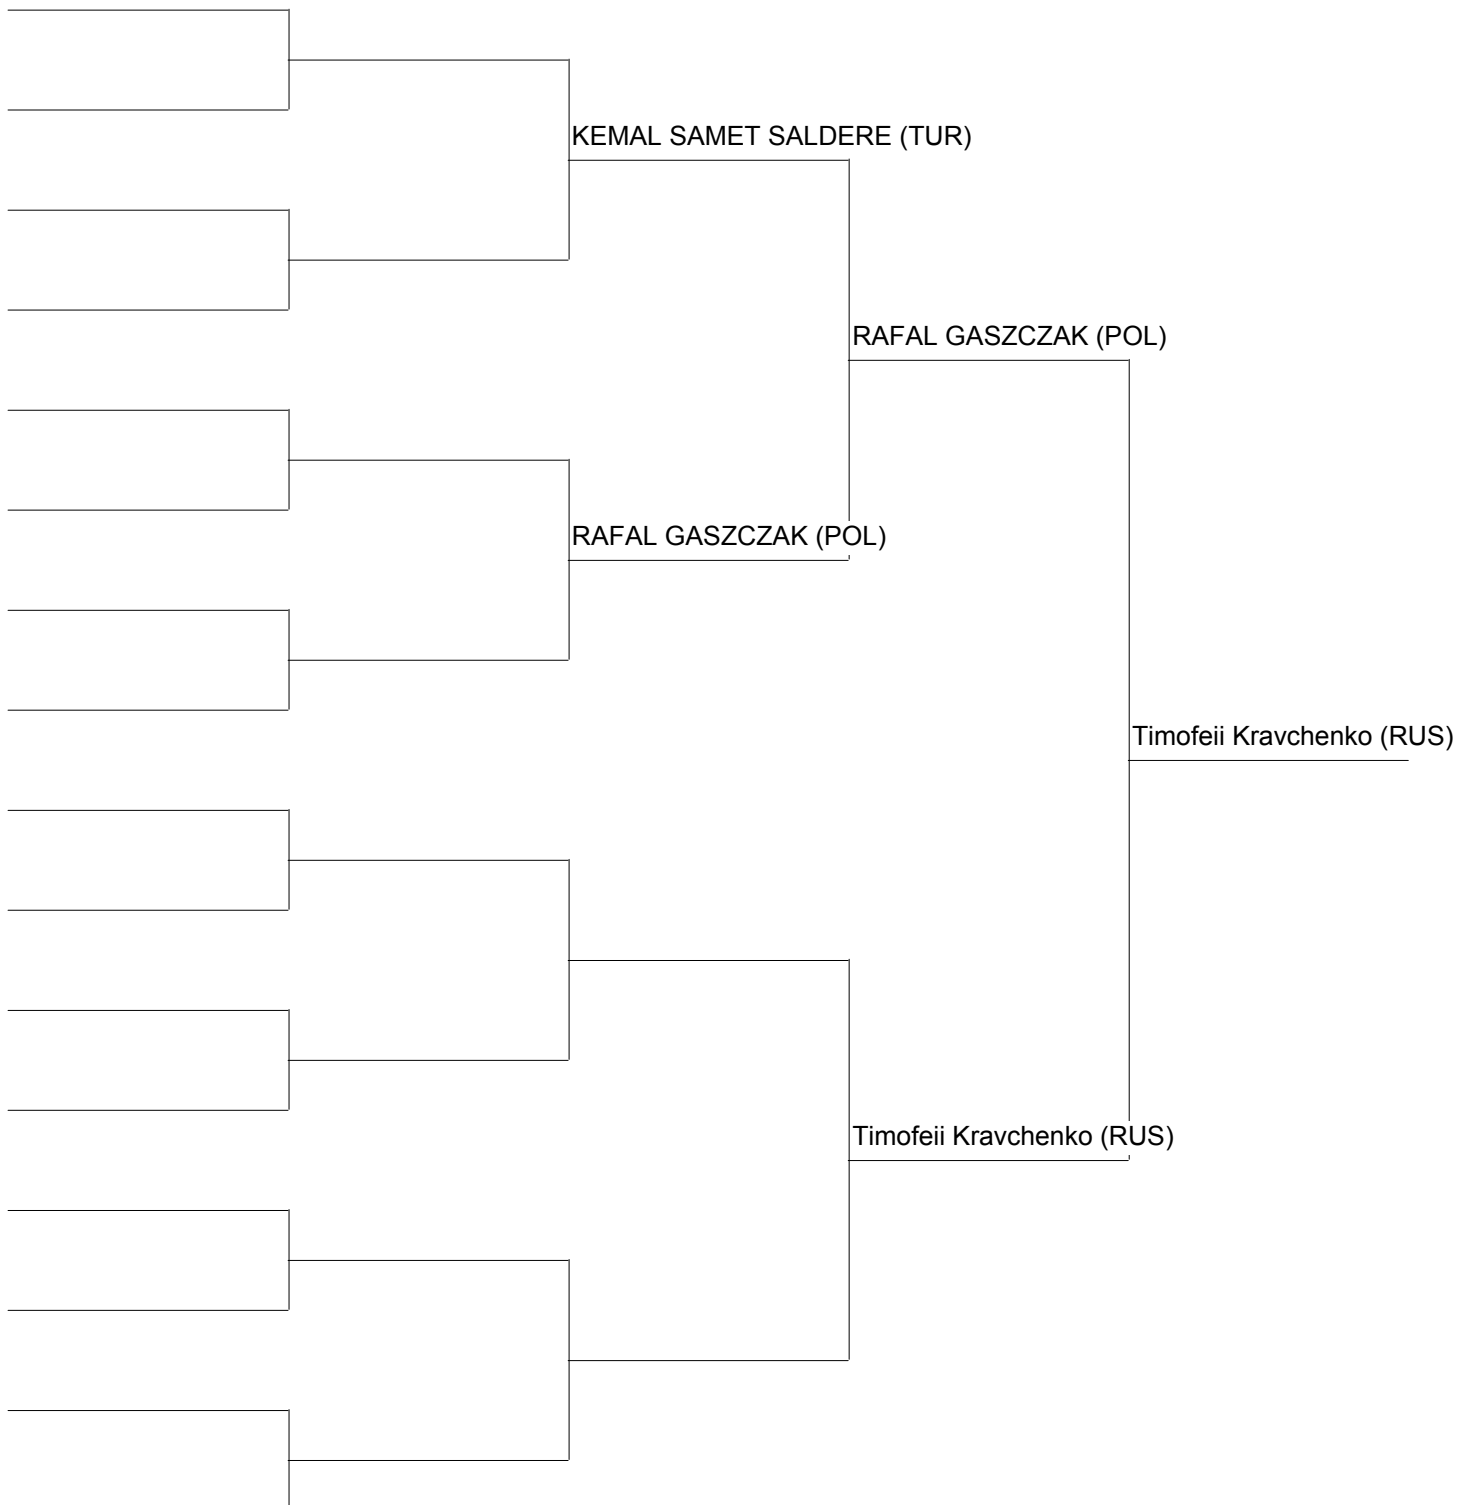 KEMAL SAMET SALDERE (TUR)
RAFAL GASZCZAK (POL)
RAFAL GASZCZAK (POL)
Timofeii Kravchenko (RUS)
Timofeii Kravchenko (RUS)